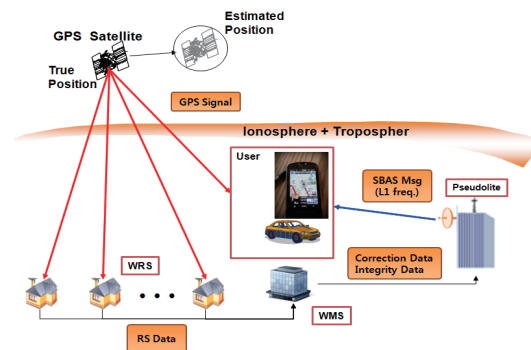 Estimated
Position
GPS Satellite
True
Position
GPS Signal
Ionosphere + Tropospher
User
SBAS Msg
(L1 freq.)
Pseudolite
WRS
Correction Data
Integrity Data
WMS
RS Data